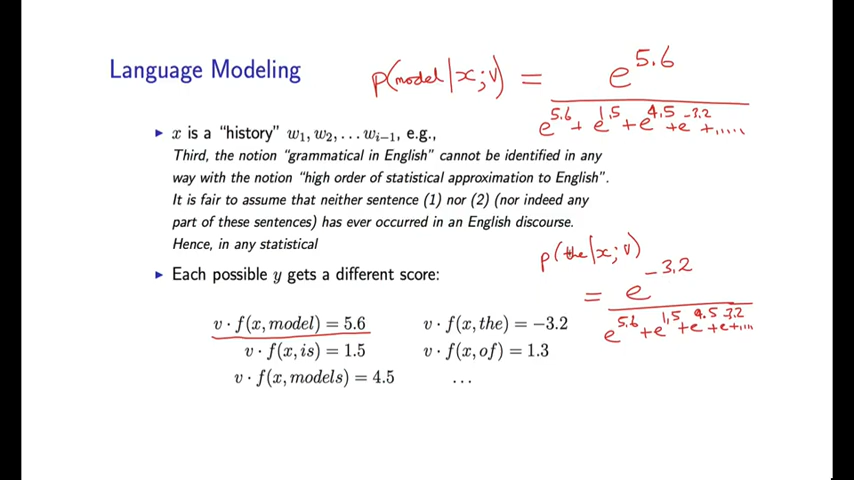 Language Modeling
p(model|x;v) = e^5.6
e^5.6 + e^1.5 + e^4.5 + e^-3.2 + .....
▶ x is a “history” w1, w2, . . . wi−1, e.g.,
Third, the notion “grammatical in English” cannot be identified in any
way with the notion “high order of statistical approximation to English”.
It is fair to assume that neither sentence (1) nor (2) (nor indeed any
part of these sentences) has ever occurred in an English discourse.
Hence, in any statistical
p(the|x;v)
= e^-3.2
e^5.6 + e^1.5 + e^4.5 + e^-3.2 + ....
▶ Each possible y gets a different score:
v · f(x, model) = 5.6 v · f(x, the) = −3.2
v · f(x, is) = 1.5 v · f(x, of) = 1.3
v · f(x, models) = 4.5 . . .